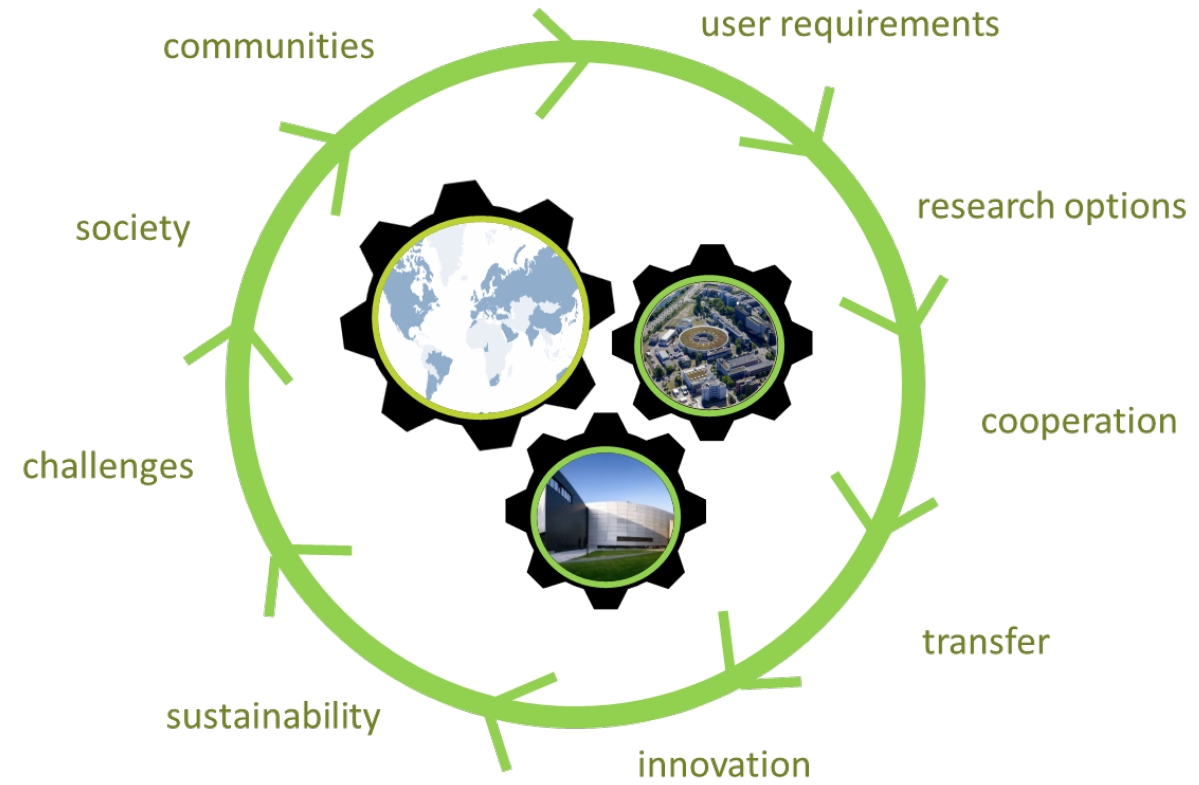 communities
user requirements
society
research options
challenges
cooperation
transfer
sustainability
innovation